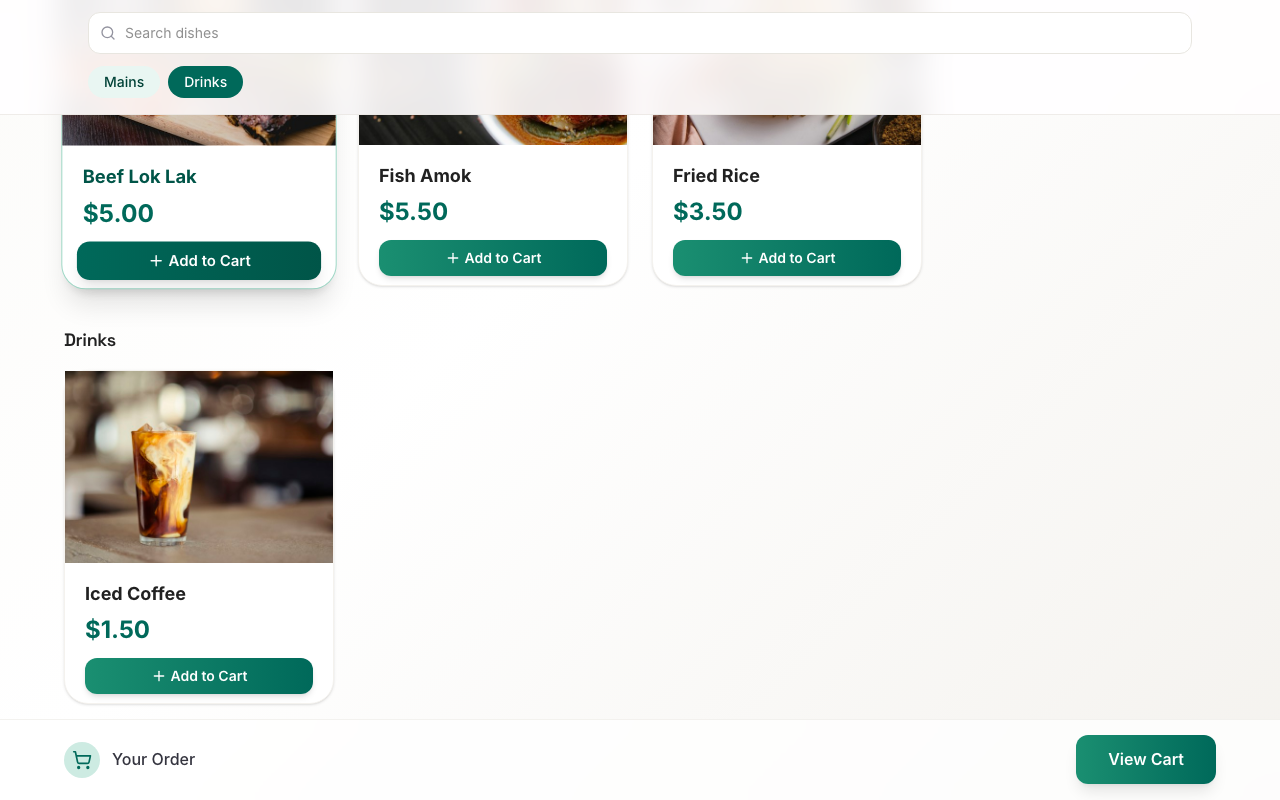 Search dishes
Mains
Drinks
Beef Lok Lak
$5.00
+ Add to Cart
Fish Amok
$5.50
+ Add to Cart
Fried Rice
$3.50
+ Add to Cart
Drinks
Iced Coffee
$1.50
+ Add to Cart
Your Order
View Cart